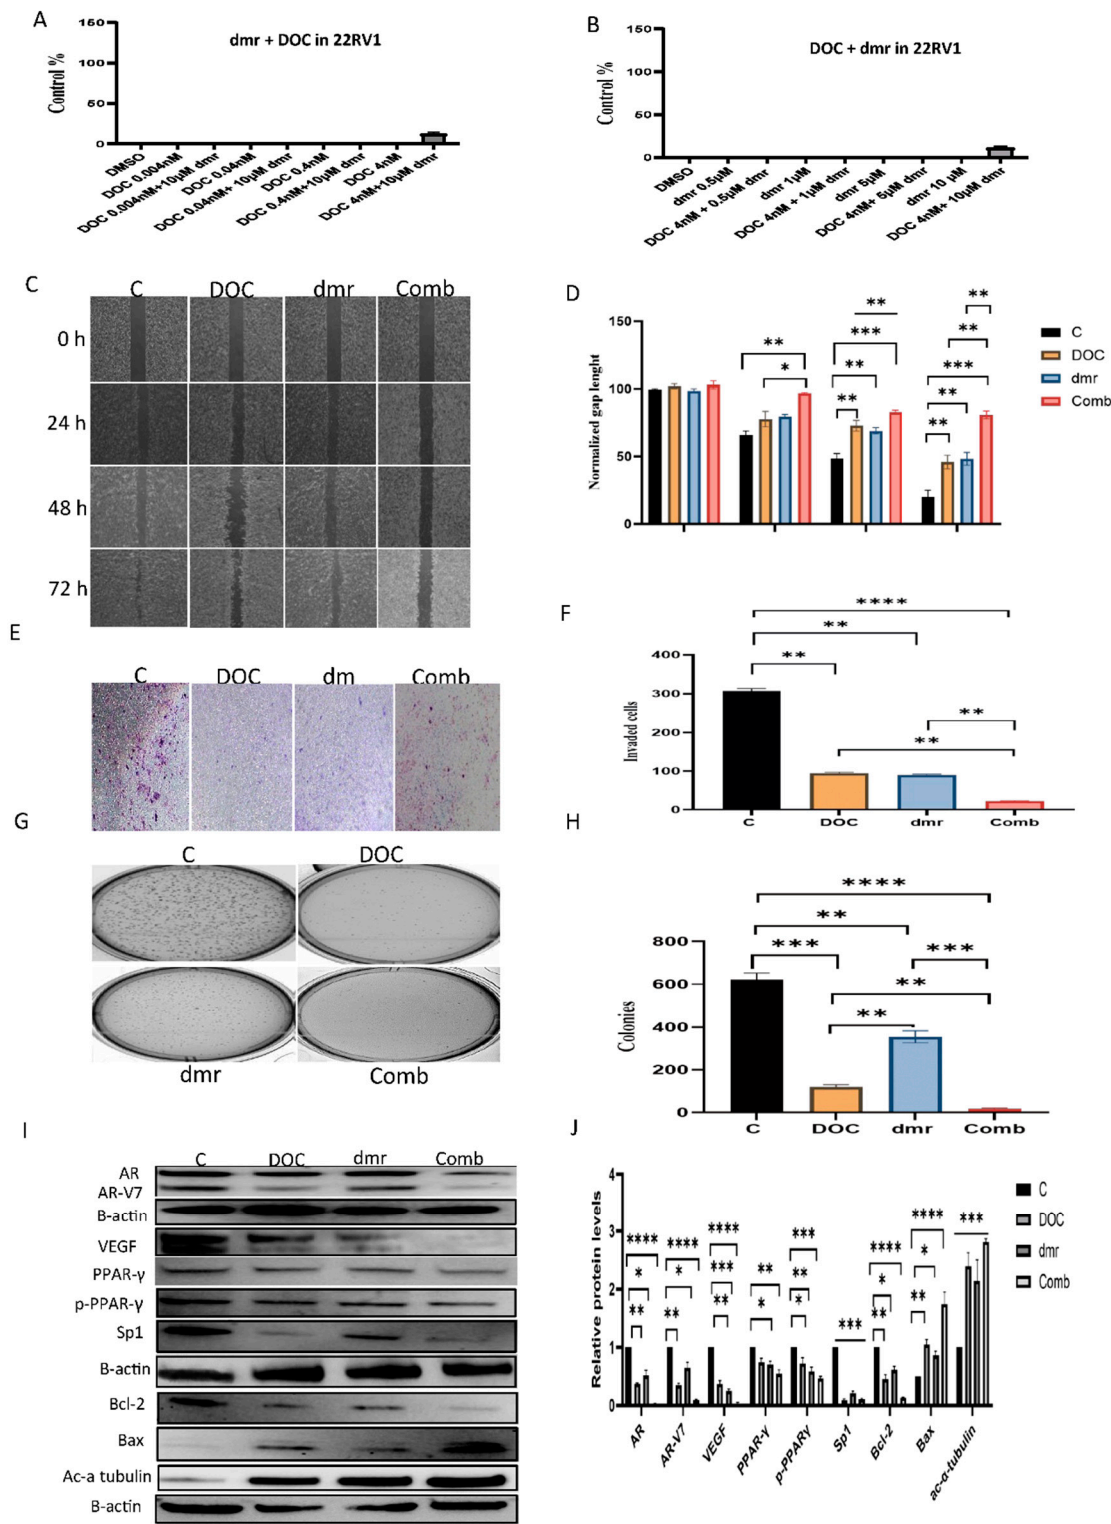 A
dmr + DOC in 22RV1
Control %
150
100
50
0
DMSO
DOC 0.004nM
DOC 0.004nM+10µM dmr
DOC 0.04nM
DOC 0.04nM+10µM dmr
DOC 0.4nM
DOC 0.4nM+10µM dmr
DOC 4nM
DOC 4nM+10µM dmr
B
DOC + dmr in 22RV1
Control %
150
100
50
0
DMSO
dmr 0.5µM
DOC 4nM + 0.5µM dmr
dmr 1µM
DOC 4nM + 1µM dmr
dmr 5µM
DOC 4nM+ 5µM dmr
dmr 10 µM
DOC 4nM+ 10µM dmr
C
C DOC dmr Comb
0 h
24 h
48 h
72 h
D
Normalized gap lenght
150
100
50
0
** * ** *** ** ** ** ** *** ** **
C
DOC
dmr
Comb
E
C DOC dm Comb
F
Invaded cells
400
300
200
100
0
****
**
**
**
**
C DOC dmr Comb
G
C DOC
dmr Comb
H
Colonies
800
600
400
200
0
****
**
*** ***
**
**
C DOC dmr Comb
I
C DOC dmr Comb
AR
AR-V7
B-actin
VEGF
PPAR-γ
p-PPAR-γ
Sp1
B-actin
Bcl-2
Bax
Ac-a tubulin
B-actin
J
Relative protein levels
4
3
2
1
0
**** **** **** *** **** **** ***
* * *** ** ** * *
** ** ** * * *** ** **
AR
AR-V7
VEGF
PPAR-γ
p-PPARγ
Sp1
Bcl-2
Bax
ac-α-tubulin
C
DOC
dmr
Comb